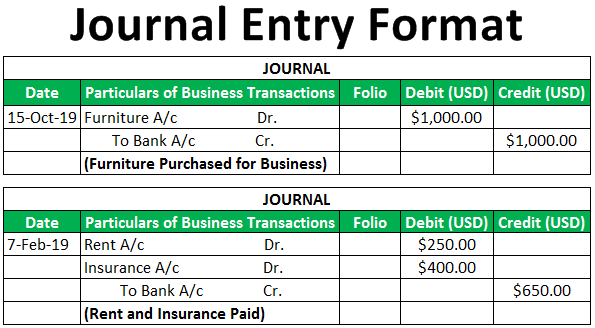 Journal Entry Format
JOURNAL
Date Particulars of Business Transactions Folio Debit (USD) Credit (USD)
15-Oct-19 Furniture A/c Dr. $1,000.00
To Bank A/c Cr. $1,000.00
(Furniture Purchased for Business)
JOURNAL
Date Particulars of Business Transactions Folio Debit (USD) Credit (USD)
7-Feb-19 Rent A/c Dr. $250.00
Insurance A/c Dr. $400.00
To Bank A/c Cr. $650.00
(Rent and Insurance Paid)